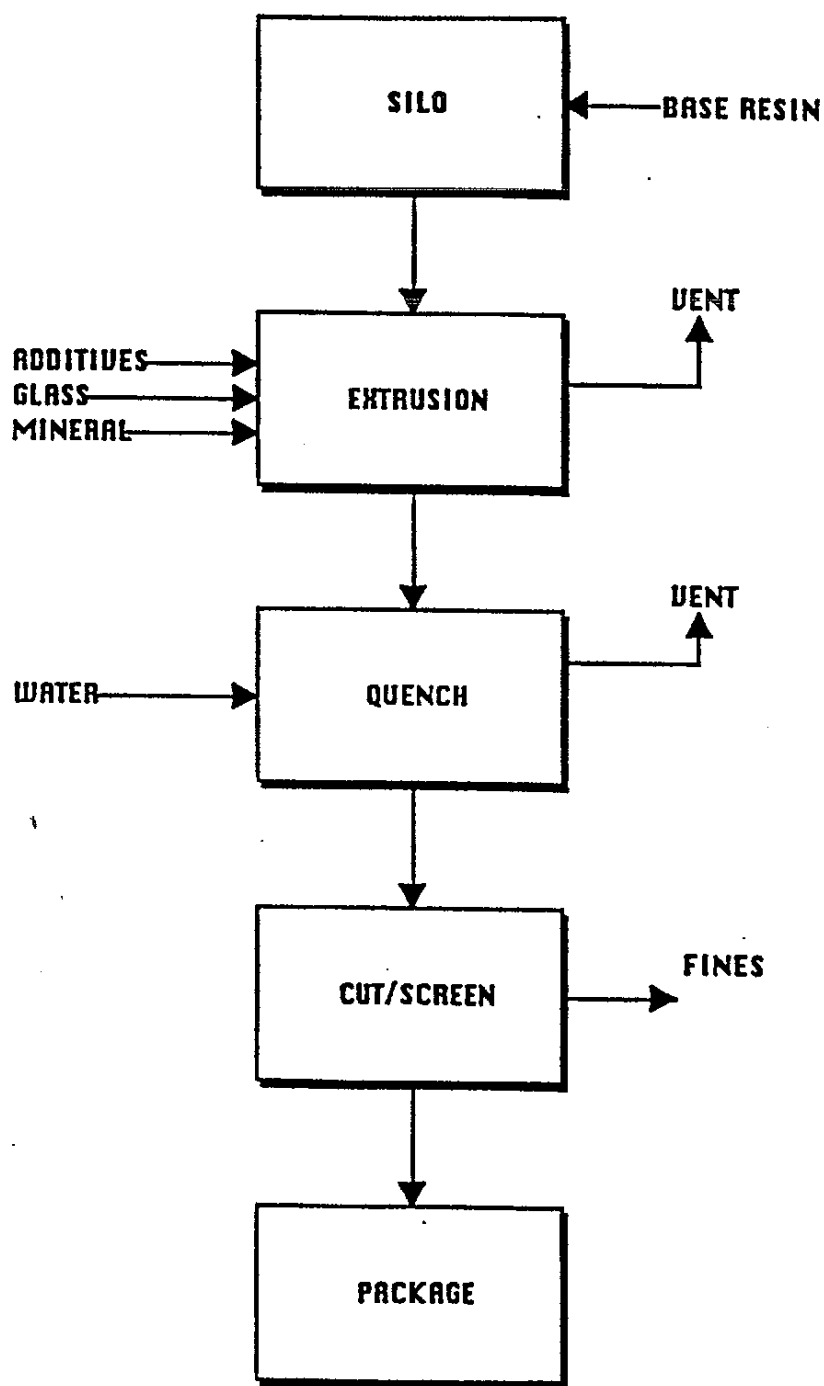 SILO
BASE RESIN
VENT
ADDITIVES
GLASS
MINERAL
EXTRUSION
VENT
WATER
QUENCH
FINES
CUT/SCREEN
PACKAGE